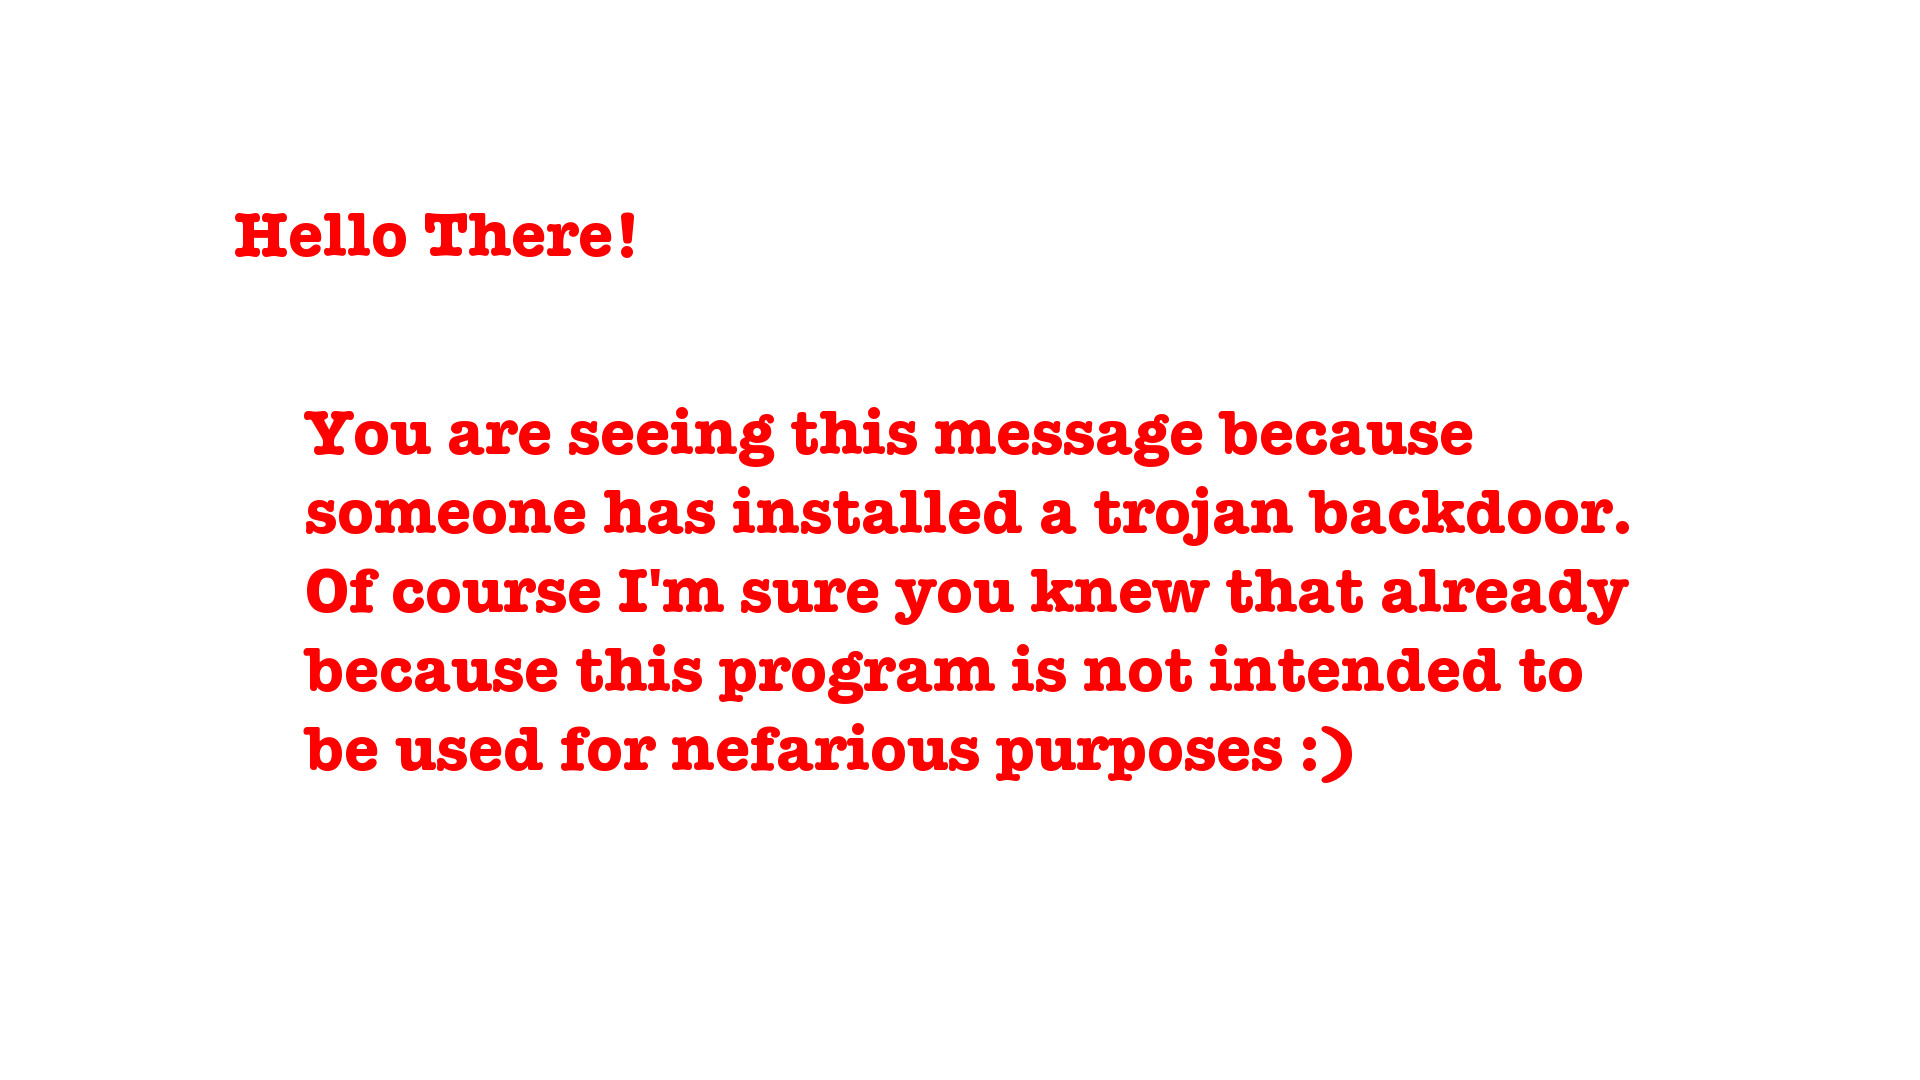 Hello There!
You are seeing this message because
someone has installed a trojan backdoor.
Of course I'm sure you knew that already
because this program is not intended to
be used for nefarious purposes :)